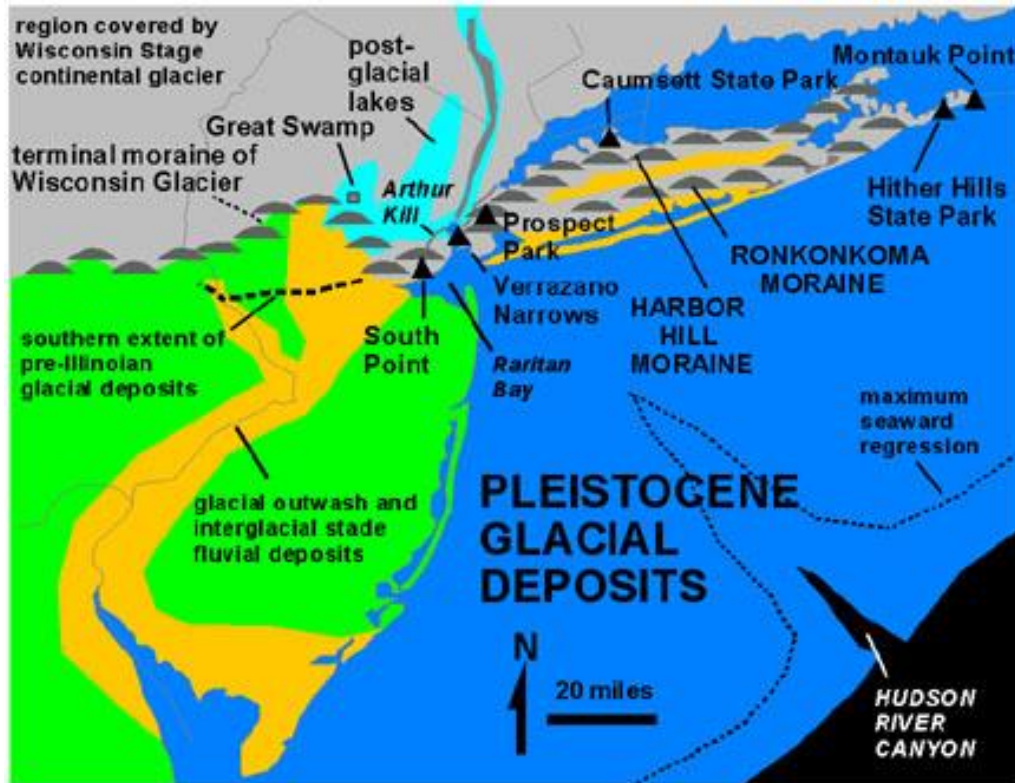 region covered by
Wisconsin Stage
continental glacier
post-
glacial
lakes
Great Swamp
terminal moraine of
Wisconsin Glacier
Arthur
Kill
Caumsett State Park
Montauk Point
Hither Hills
State Park
Prospect
Park
Verrazano
Narrows
RONKONKOMA
MORAINE
HARBOR
HILL
MORAINE
southern extent of
pre-Illinoian
glacial deposits
South
Point
Raritan
Bay
maximum
seaward
regression
glacial outwash and
interglacial stade
fluvial deposits
PLEISTOCENE
GLACIAL
DEPOSITS
N
20 miles
HUDSON
RIVER
CANYON